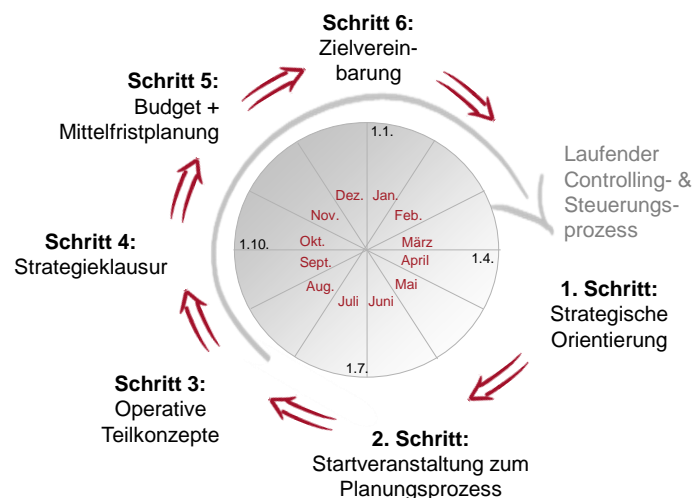 Schritt 6:
Zielverein-
barung
Schritt 5:
Budget +
Mittelfristplanung
Laufender
Controlling- &
Steuerungs-
prozess
Schritt 4:
Strategieklausur
1. Schritt:
Strategische
Orientierung
Schritt 3:
Operative
Teilkonzepte
2. Schritt:
Startveranstaltung zum
Planungsprozess
1.1.
Jan.
Feb.
März
1.4.
April
Mai
Juni
1.7.
Juli
Aug.
Sept.
1.10.
Okt.
Nov.
Dez.